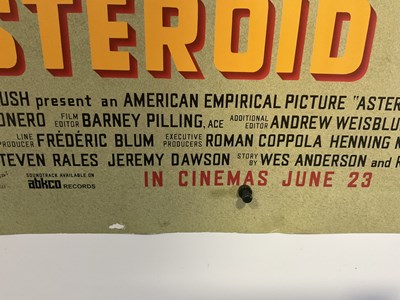 STEROID
USH present an AMERICAN EMPIRICAL PICTURE "ASTER
ONERO FILM EDITOR BARNEY PILLING, ACE ADDITIONAL EDITOR ANDREW WEISBLU
LINE PRODUCER FRÉDÉRIC BLUM EXECUTIVE PRODUCERS ROMAN COPPOLA HENNING
STEVEN RALES JEREMY DAWSON STORY BY WES ANDERSON and R
SOUNDTRACK AVAILABLE ON
abkco RECORDS
IN CINEMAS JUNE 23